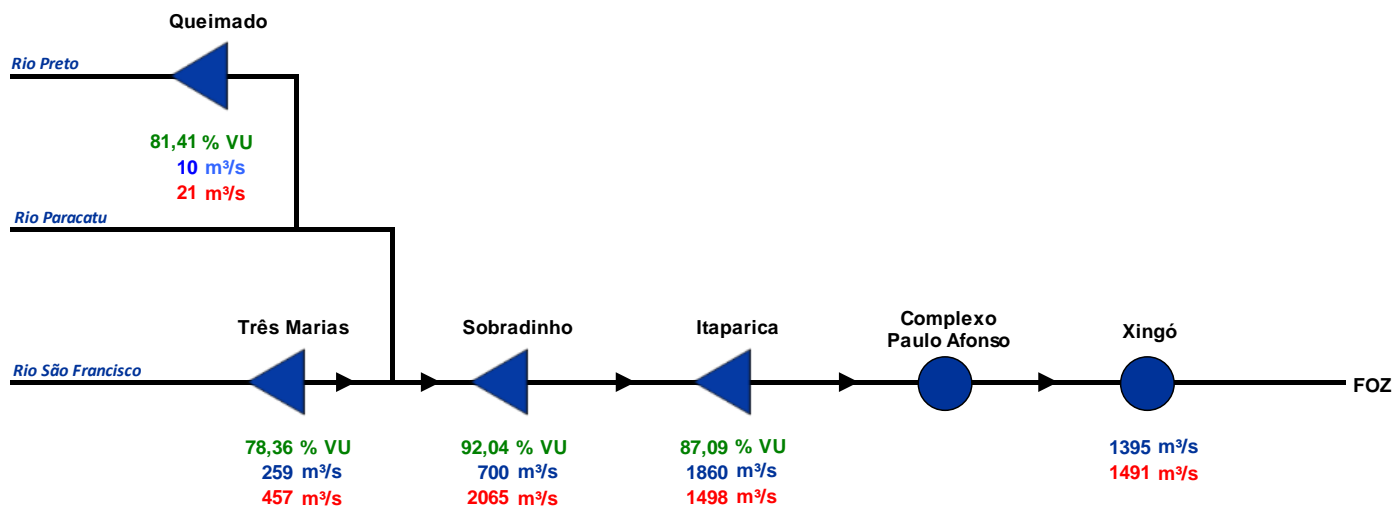 Queimado
Rio Preto
81,41 % VU
10 m³/s
21 m³/s
Rio Paracatu
Três Marias
Sobradinho
Itaparica
Complexo
Paulo Afonso
Xingó
Rio São Francisco
FOZ
78,36 % VU
259 m³/s
457 m³/s
92,04 % VU
700 m³/s
2065 m³/s
87,09 % VU
1860 m³/s
1498 m³/s
1395 m³/s
1491 m³/s